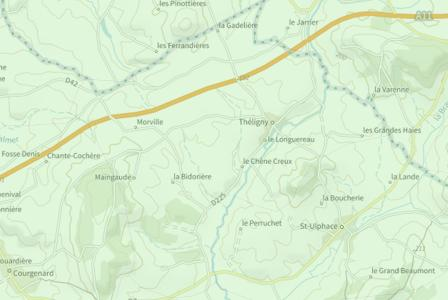 les Pinottières
la Gadelière
le Jarrier
A11
les Ferrandières
D42
la Varenne
Morville
Théligny
les Grandes Haies
le Longuereau
Fosse Denis
Chante-Cochère
le Chêne Creux
Maingaude
la Bidorière
la Lande
D225
la Boucherie
le Perruchet
St-Ulphace
Courgenard
le Grand Beaumont